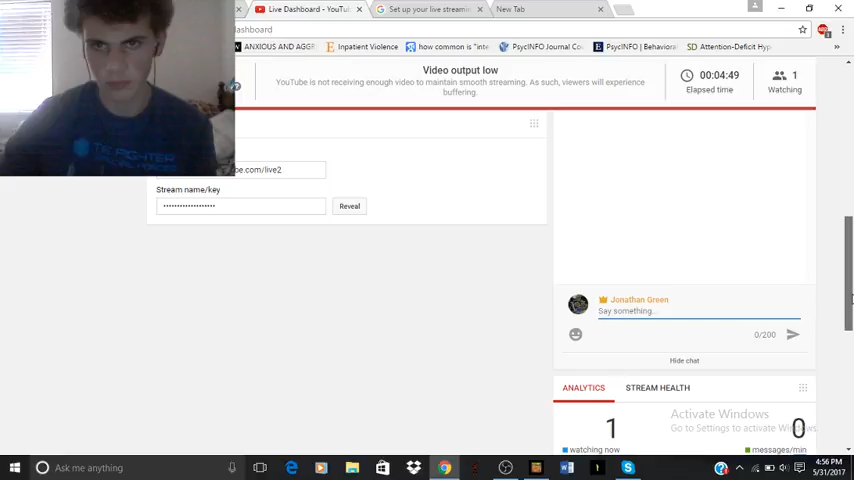 Live Dashboard - YouTu
Set up your live streamin
New Tab
dashboard
ANXIOUS AND AGGR
Inpatient Violence
how common is "inte
PsycINFO Journal Co
PsycINFO | Behaviora
Attention-Deficit Hyp
»
Video output low
YouTube is not receiving enough video to maintain smooth streaming. As such, viewers will experience
buffering.
00:04:49
Elapsed time
1
Watching
be.com/live2
Stream name/key
Reveal
Jonathan Green
Say something...
0/200
Hide chat
ANALYTICS
STREAM HEALTH
Activate Windows
Go to Settings to activate Windows.
1
0
watching now
messages/min
Ask me anything
4:56 PM
5/31/2017